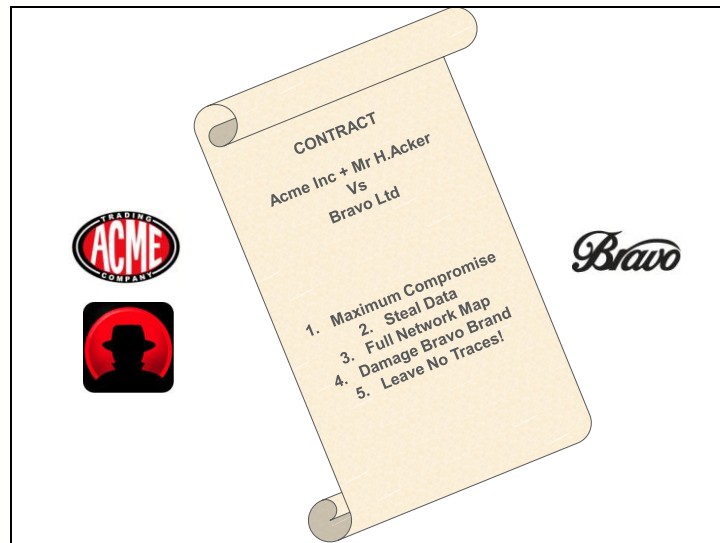 CONTRACT
Acme Inc + Mr H.Acker
Vs
Bravo Ltd
1. Maximum Compromise
2. Steal Data
3. Full Network Map
4. Damage Bravo Brand
5. Leave No Traces!
TRADING
ACME
COMPANY
Bravo